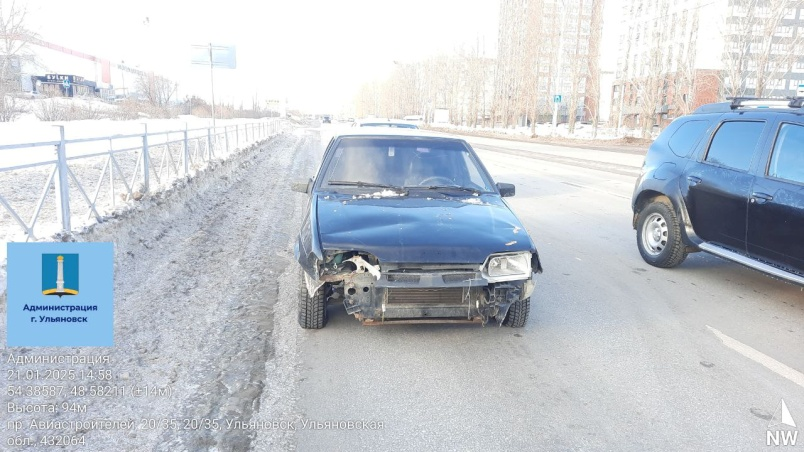 Администрация
г. Ульяновск
Администрация
21.01.2025 14:58
54,38587, 48,58211 (±14м)
Высота: 94м
пр. Авиастроителей, 20/35, 20/35, Ульяновск, Ульяновская
обл., 432064
NW